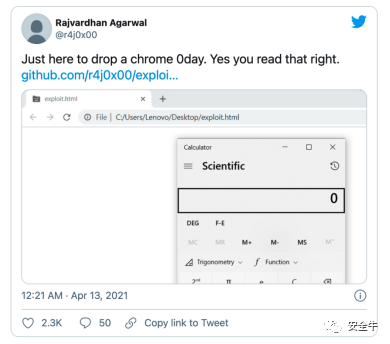 Rajvardhan Agarwal
@r4j0x00
Just here to drop a chrome 0day. Yes you read that right.
github.com/r4j0x00/exploi...
exploit.html
File | C:/Users/Lenovo/Desktop/exploit.html
Calculator
Scientific
0
DEG F-E
MC MR M+ M- MS M˅
Trigonometry Function
2ⁿᵈ π e C
12:21 AM · Apr 13, 2021
2.3K 50 Copy link to Tweet
安全牛